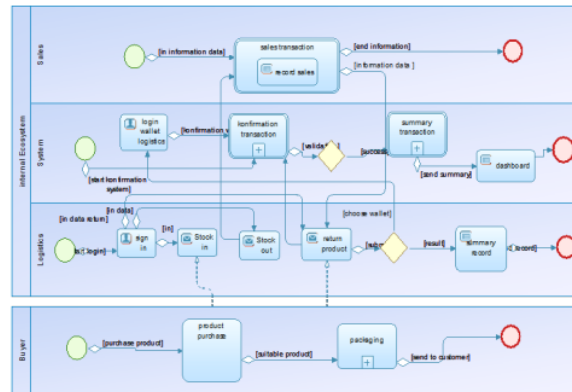 internal Ecosystem
Sales
[in information data]
sales transaction
record sales
[end information]
[information data ]
System
login
wallet
logistics
[konfirmation
konfirmation
transaction
summary
transaction
[send summary]
dashboard
[start konfirmation
system]
Logistics
[in data return]
[in data]
sign
in
[in]
Stock
in
Stock
out
[choose wallet]
return
product
[result]
summary
record
Buyer
[purchase product]
product
purchase
[suitable product]
packaging
[send to customer]